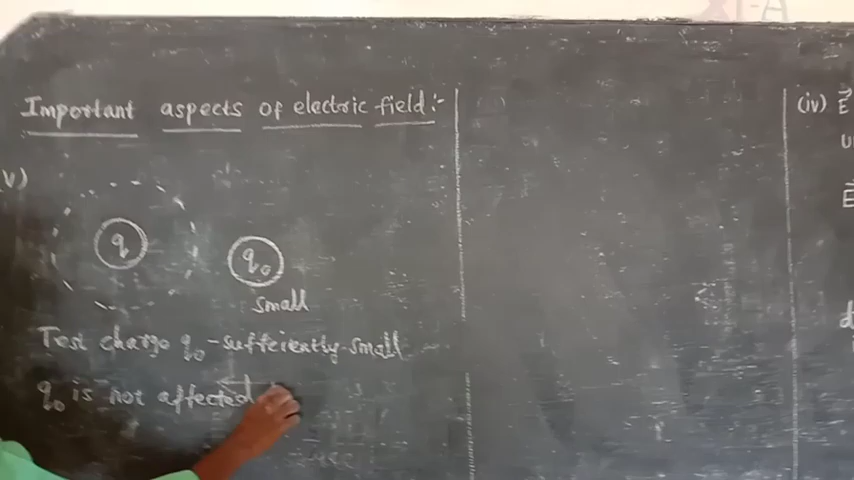 Important aspects of electric field:-
v)
q
q₀
small
Test charge q₀ - sufficiently small
q₀ is not affected
(iv) E⃗
E